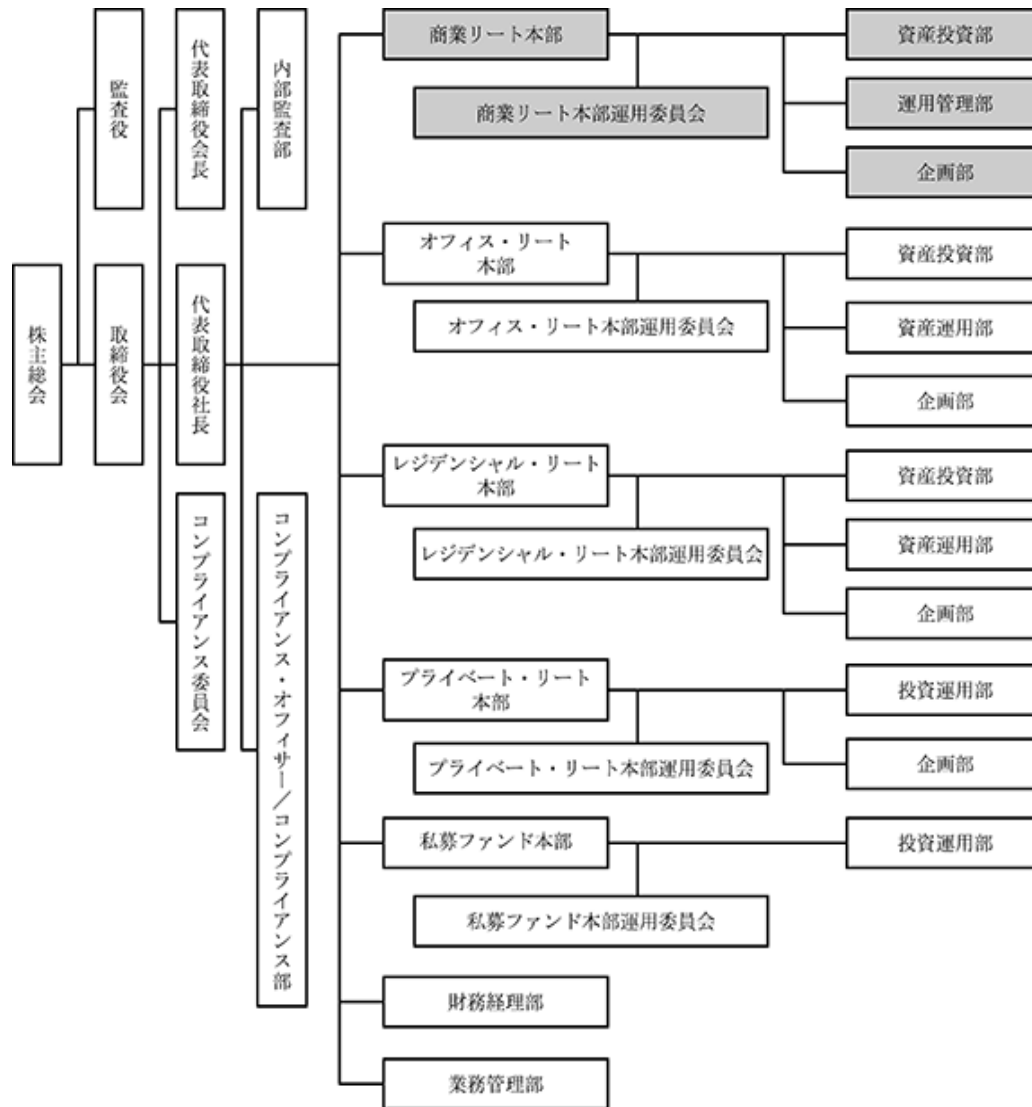 株主総会
監査役
取締役会
代表取締役会長
代表取締役社長
コンプライアンス委員会
内部監査部
コンプライアンス・オフィサー／コンプライアンス部
商業リート本部
商業リート本部運用委員会
資産投資部
運用管理部
企画部
オフィス・リート
本部
オフィス・リート本部運用委員会
資産投資部
資産運用部
企画部
レジデンシャル・リート
本部
レジデンシャル・リート本部運用委員会
資産投資部
資産運用部
企画部
プライベート・リート
本部
プライベート・リート本部運用委員会
投資運用部
企画部
私募ファンド本部
私募ファンド本部運用委員会
投資運用部
財務経理部
業務管理部